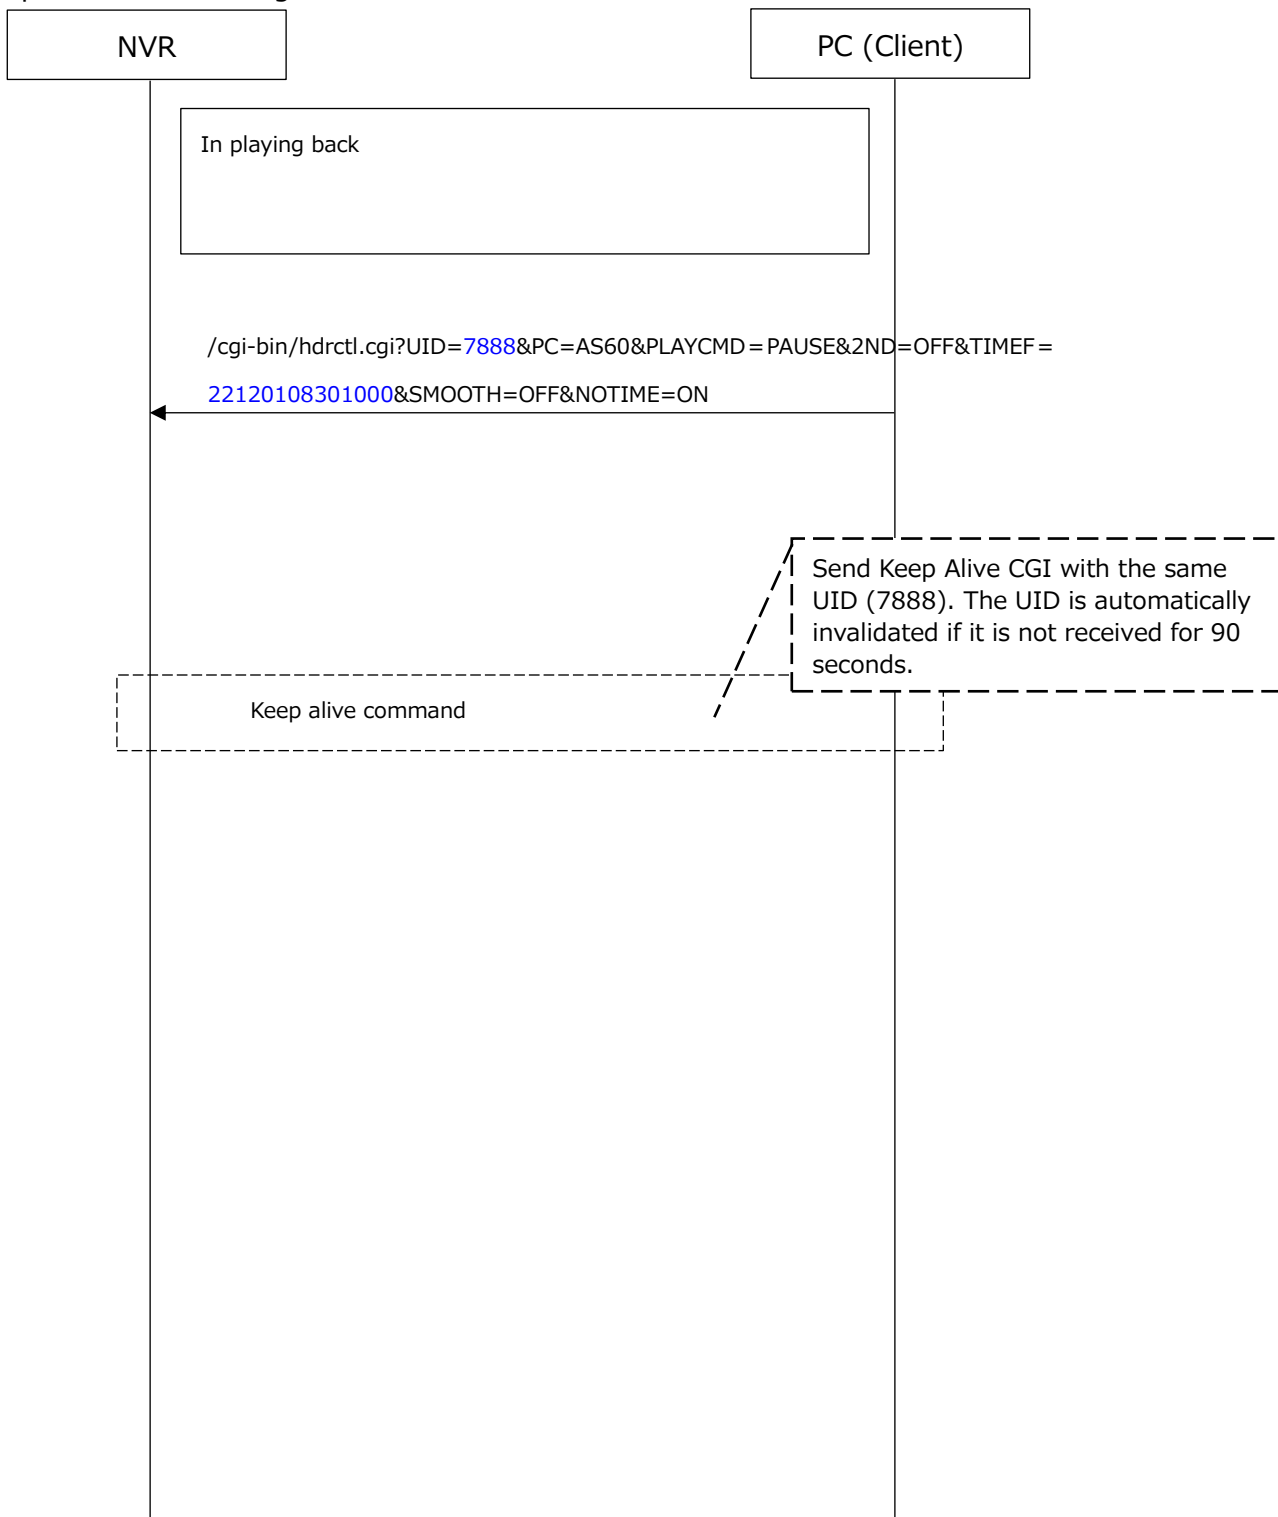 NVR
PC (Client)
In playing back
/cgi-bin/hdrctl.cgi?UID=7888&PC=AS60&PLAYCMD=PAUSE&2ND=OFF&TIMEF=
22120108301000&SMOOTH=OFF&NOTIME=ON
Send Keep Alive CGI with the same
UID (7888). The UID is automatically
invalidated if it is not received for 90
seconds.
Keep alive command